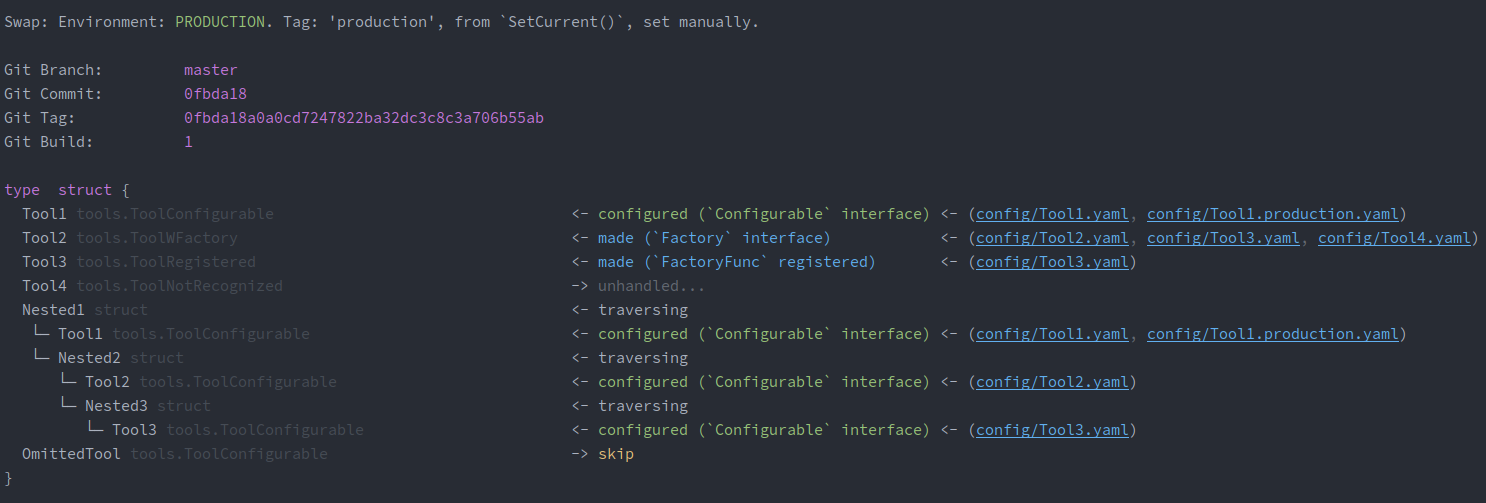 Swap: Environment: PRODUCTION. Tag: 'production', from `SetCurrent()`, set manually.
Git Branch: master
Git Commit: 0fbda18
Git Tag: 0fbda18a0a0cd7247822ba32dc3c8c3a706b55ab
Git Build: 1
type  struct {
Tool1 tools.ToolConfigurable <- configured (`Configurable` interface) <- (config/Tool1.yaml, config/Tool1.production.yaml)
Tool2 tools.ToolWFactory <- made (`Factory` interface) <- (config/Tool2.yaml, config/Tool3.yaml, config/Tool4.yaml)
Tool3 tools.ToolRegistered <- made (`FactoryFunc` registered) <- (config/Tool3.yaml)
Tool4 tools.ToolNotRecognized -> unhandled...
Nested1 struct <- traversing
└─ Tool1 tools.ToolConfigurable <- configured (`Configurable` interface) <- (config/Tool1.yaml, config/Tool1.production.yaml)
└─ Nested2 struct <- traversing
└─ Tool2 tools.ToolConfigurable <- configured (`Configurable` interface) <- (config/Tool2.yaml)
└─ Nested3 struct <- traversing
└─ Tool3 tools.ToolConfigurable <- configured (`Configurable` interface) <- (config/Tool3.yaml)
OmittedTool tools.ToolConfigurable -> skip
}